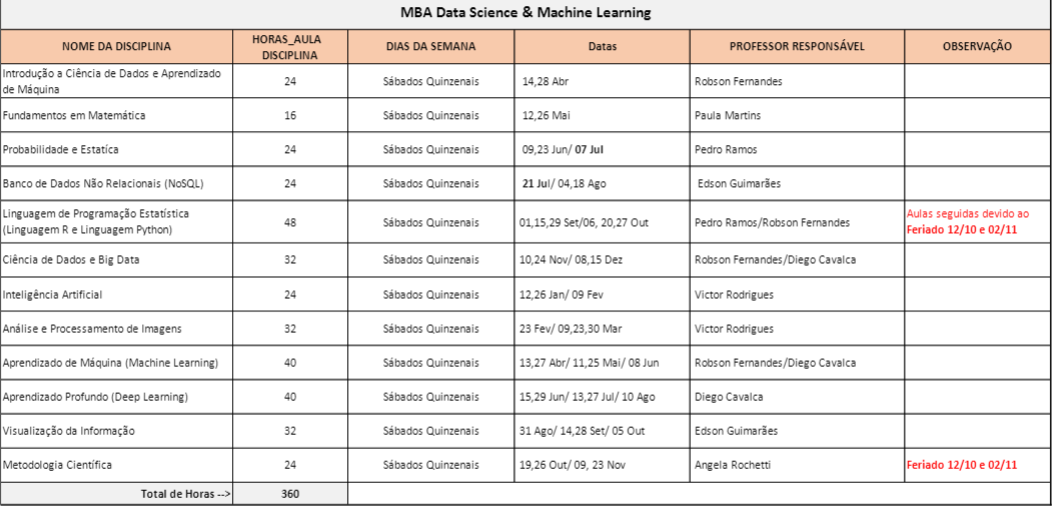 MBA Data Science & Machine Learning
NOME DA DISCIPLINA
HORAS_AULA
DISCIPLINA
DIAS DA SEMANA
Datas
PROFESSOR RESPONSÁVEL
OBSERVAÇÃO
Introdução a Ciência de Dados e Aprendizado
de Máquina
24
Sábados Quinzenais
14,28 Abr
Robson Fernandes
Fundamentos em Matemática
16
Sábados Quinzenais
12,26 Mai
Paula Martins
Probabilidade e Estatíca
24
Sábados Quinzenais
09,23 Jun/ 07 Jul
Pedro Ramos
Banco de Dados Não Relacionais (NoSQL)
24
Sábados Quinzenais
21 Jul/ 04,18 Ago
Edson Guimarães
Linguagem de Programação Estatística
(Linguagem R e Linguagem Python)
48
Sábados Quinzenais
01,15,29 Set/06, 20,27 Out
Pedro Ramos/Robson Fernandes
Aulas seguidas devido ao
Feriado 12/10 e 02/11
Ciência de Dados e Big Data
32
Sábados Quinzenais
10,24 Nov/ 08,15 Dez
Robson Fernandes/Diego Cavalca
Inteligência Artificial
24
Sábados Quinzenais
12,26 Jan/ 09 Fev
Victor Rodrigues
Análise e Processamento de Imagens
32
Sábados Quinzenais
23 Fev/ 09,23,30 Mar
Victor Rodrigues
Aprendizado de Máquina (Machine Learning)
40
Sábados Quinzenais
13,27 Abr/ 11,25 Mai/ 08 Jun
Robson Fernandes/Diego Cavalca
Aprendizado Profundo (Deep Learning)
40
Sábados Quinzenais
15,29 Jun/ 13,27 Jul/ 10 Ago
Diego Cavalca
Visualização da Informação
32
Sábados Quinzenais
31 Ago/ 14,28 Set/ 05 Out
Edson Guimarães
Metodologia Científica
24
Sábados Quinzenais
19,26 Out/ 09, 23 Nov
Angela Rochetti
Feriado 12/10 e 02/11
Total de Horas -->
360